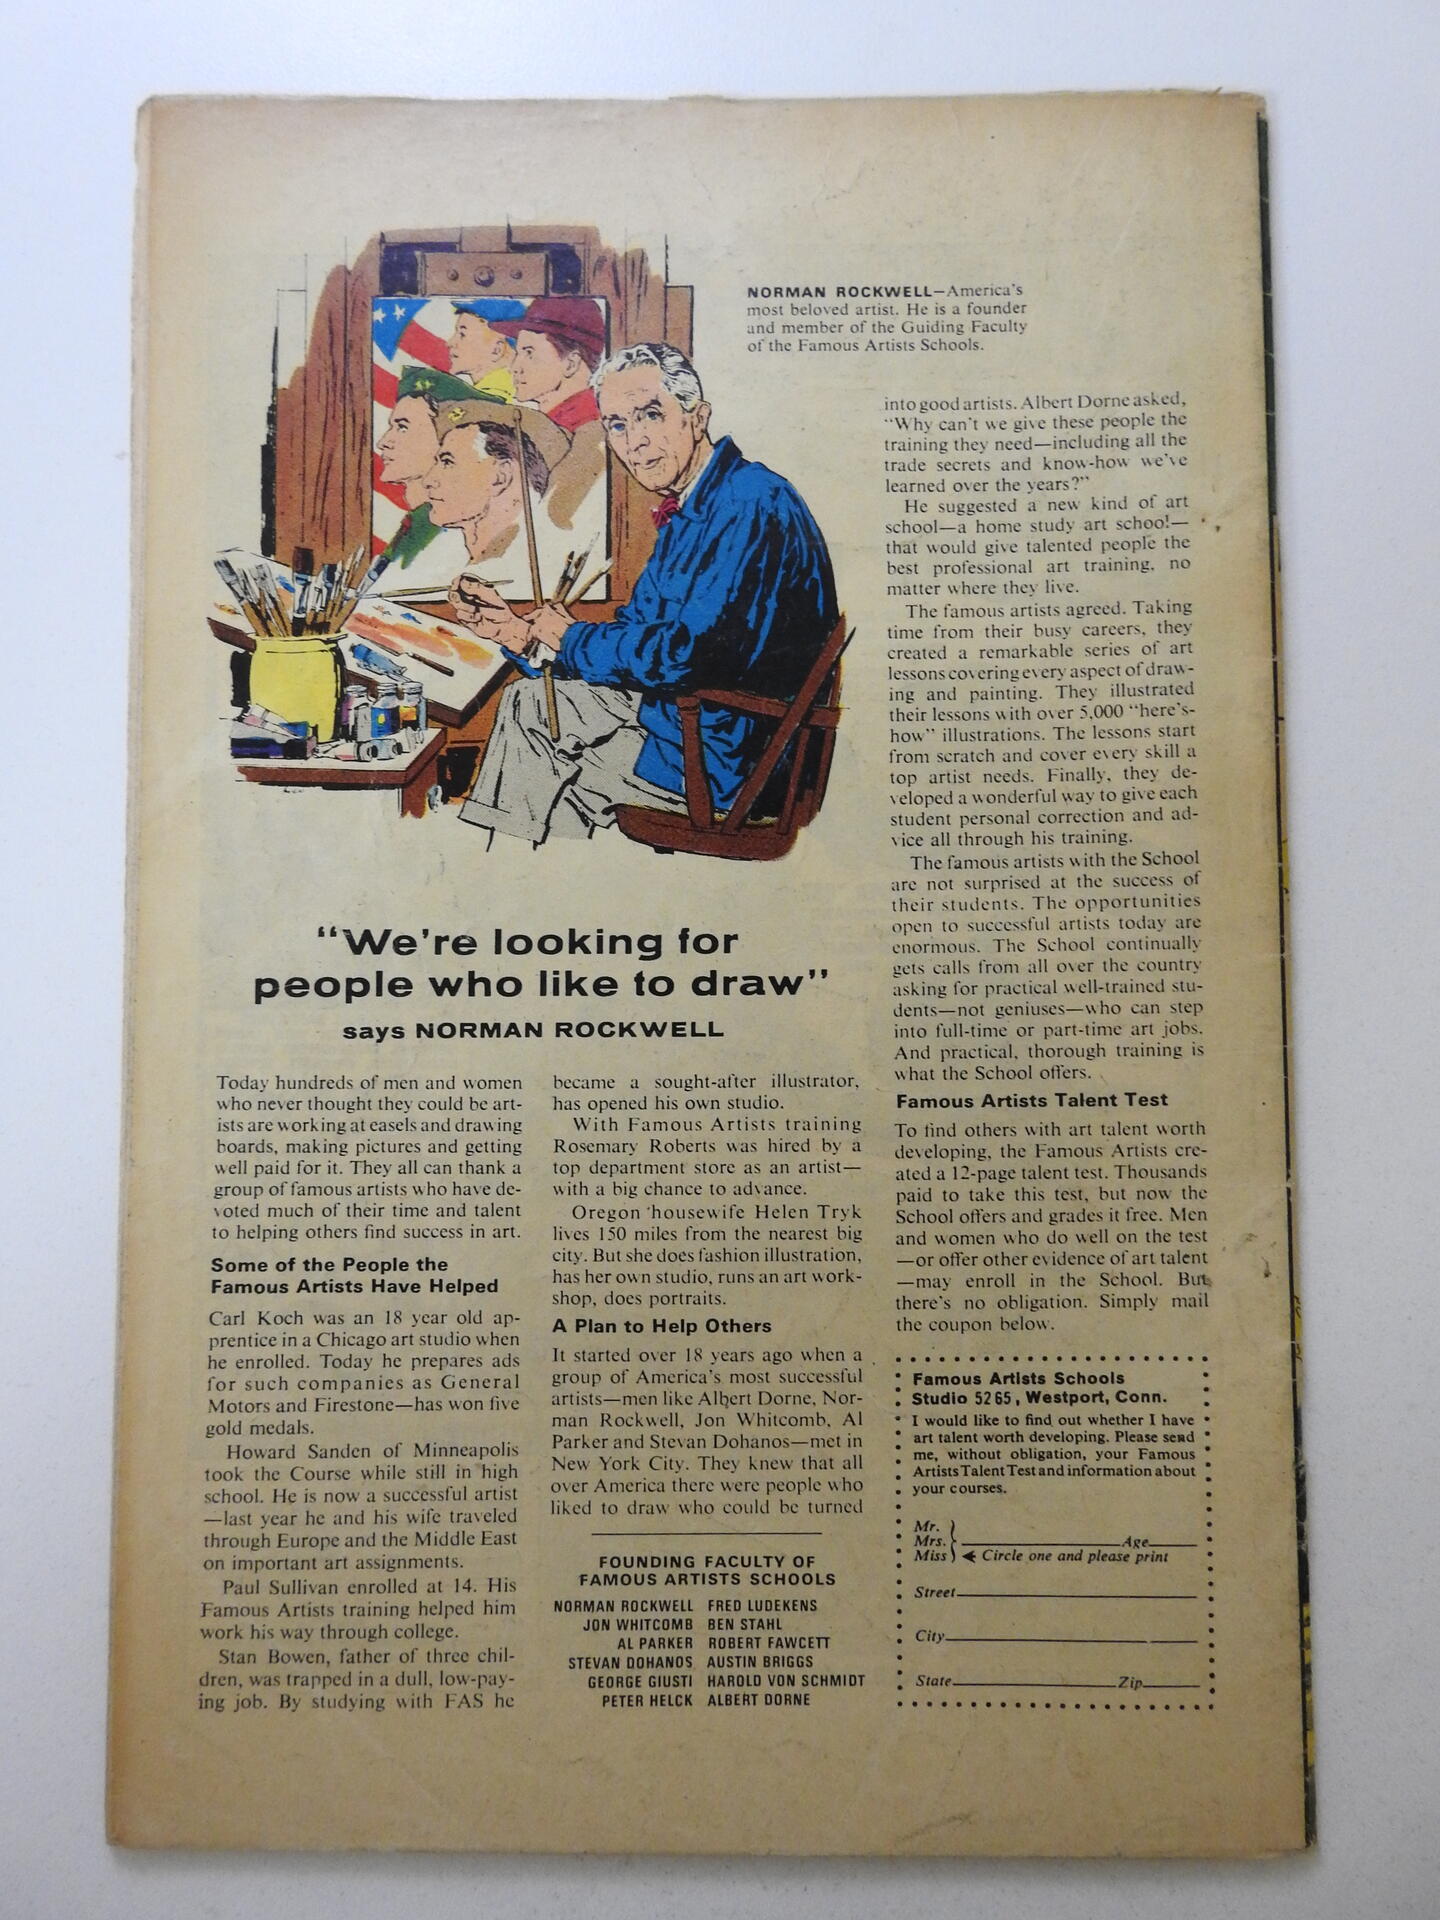 NORMAN ROCKWELL—America's
most beloved artist. He is a founder
and member of the Guiding Faculty
of the Famous Artists Schools.
"We're looking for
people who like to draw"
says NORMAN ROCKWELL
Today hundreds of men and women
who never thought they could be art-
ists are working at easels and drawing
boards, making pictures and getting
well paid for it. They all can thank a
group of famous artists who have de-
voted much of their time and talent
to helping others find success in art.
Some of the People the
Famous Artists Have Helped
Carl Koch was an 18 year old ap-
prentice in a Chicago art studio when
he enrolled. Today he prepares ads
for such companies as General
Motors and Firestone—has won five
gold medals.
Howard Sanden of Minneapolis
took the Course while still in high
school. He is now a successful artist
—last year he and his wife traveled
through Europe and the Middle East
on important art assignments.
Paul Sullivan enrolled at 14. His
Famous Artists training helped him
work his way through college.
Stan Bowen, father of three chil-
dren, was trapped in a dull, low-pay-
ing job. By studying with FAS he
became a sought-after illustrator,
has opened his own studio.
With Famous Artists training
Rosemary Roberts was hired by a
top department store as an artist—
with a big chance to advance.
Oregon housewife Helen Tryk
lives 150 miles from the nearest big
city. But she does fashion illustration,
has her own studio, runs an art work-
shop, does portraits.
A Plan to Help Others
It started over 18 years ago when a
group of America's most successful
artists—men like Albert Dorne, Nor-
man Rockwell, Jon Whitcomb, Al
Parker and Stevan Dohanos—met in
New York City. They knew that all
over America there were people who
liked to draw who could be turned
into good artists. Albert Dorne asked,
"Why can't we give these people the
training they need—including all the
trade secrets and know-how we've
learned over the years?"
He suggested a new kind of art
school—a home study art school—
that would give talented people the
best professional art training, no
matter where they live.
The famous artists agreed. Taking
time from their busy careers, they
created a remarkable series of art
lessons covering every aspect of draw-
ing and painting. They illustrated
their lessons with over 5,000 "here's-
how" illustrations. The lessons start
from scratch and cover every skill a
top artist needs. Finally, they de-
veloped a wonderful way to give each
student personal correction and ad-
vice all through his training.
The famous artists with the School
are not surprised at the success of
their students. The opportunities
open to successful artists today are
enormous. The School continually
gets calls from all over the country
asking for practical well-trained stu-
dents—not geniuses—who can step
into full-time or part-time art jobs.
And practical, thorough training is
what the School offers.
Famous Artists Talent Test
To find others with art talent worth
developing, the Famous Artists cre-
ated a 12-page talent test. Thousands
paid to take this test, but now the
School offers and grades it free. Men
and women who do well on the test
—or offer other evidence of art talent
—may enroll in the School. But
there's no obligation. Simply mail
the coupon below.
FOUNDING FACULTY OF
FAMOUS ARTISTS SCHOOLS
NORMAN ROCKWELL FRED LUDEKENS
JON WHITCOMB BEN STAHL
AL PARKER ROBERT FAWCETT
STEVAN DOHANOS AUSTIN BRIGGS
GEORGE GIUSTI HAROLD VON SCHMIDT
PETER HELCK ALBERT DORNE
Famous Artists Schools
Studio 5265, Westport, Conn.
I would like to find out whether I have
art talent worth developing. Please send
me, without obligation, your Famous
Artists Talent Test and information about
your courses.
Mr.
Mrs. Age
Miss Circle one and please print
Street
City
State Zip